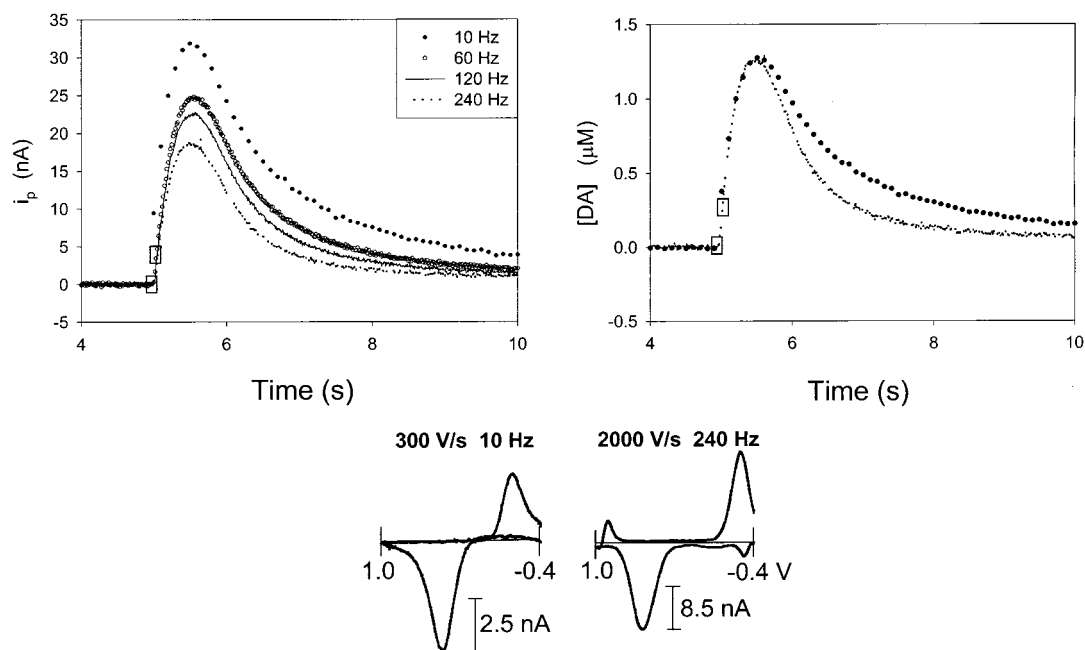 35
30
25
20
15
10
5
0
-5
i_p (nA)
4 6 8 10
Time (s)
10 Hz
60 Hz
120 Hz
240 Hz
1.5
1.0
0.5
0.0
-0.5
[DA] (µM)
4 6 8 10
Time (s)
300 V/s 10 Hz
1.0 -0.4
2.5 nA
2000 V/s 240 Hz
1.0 -0.4 V
8.5 nA